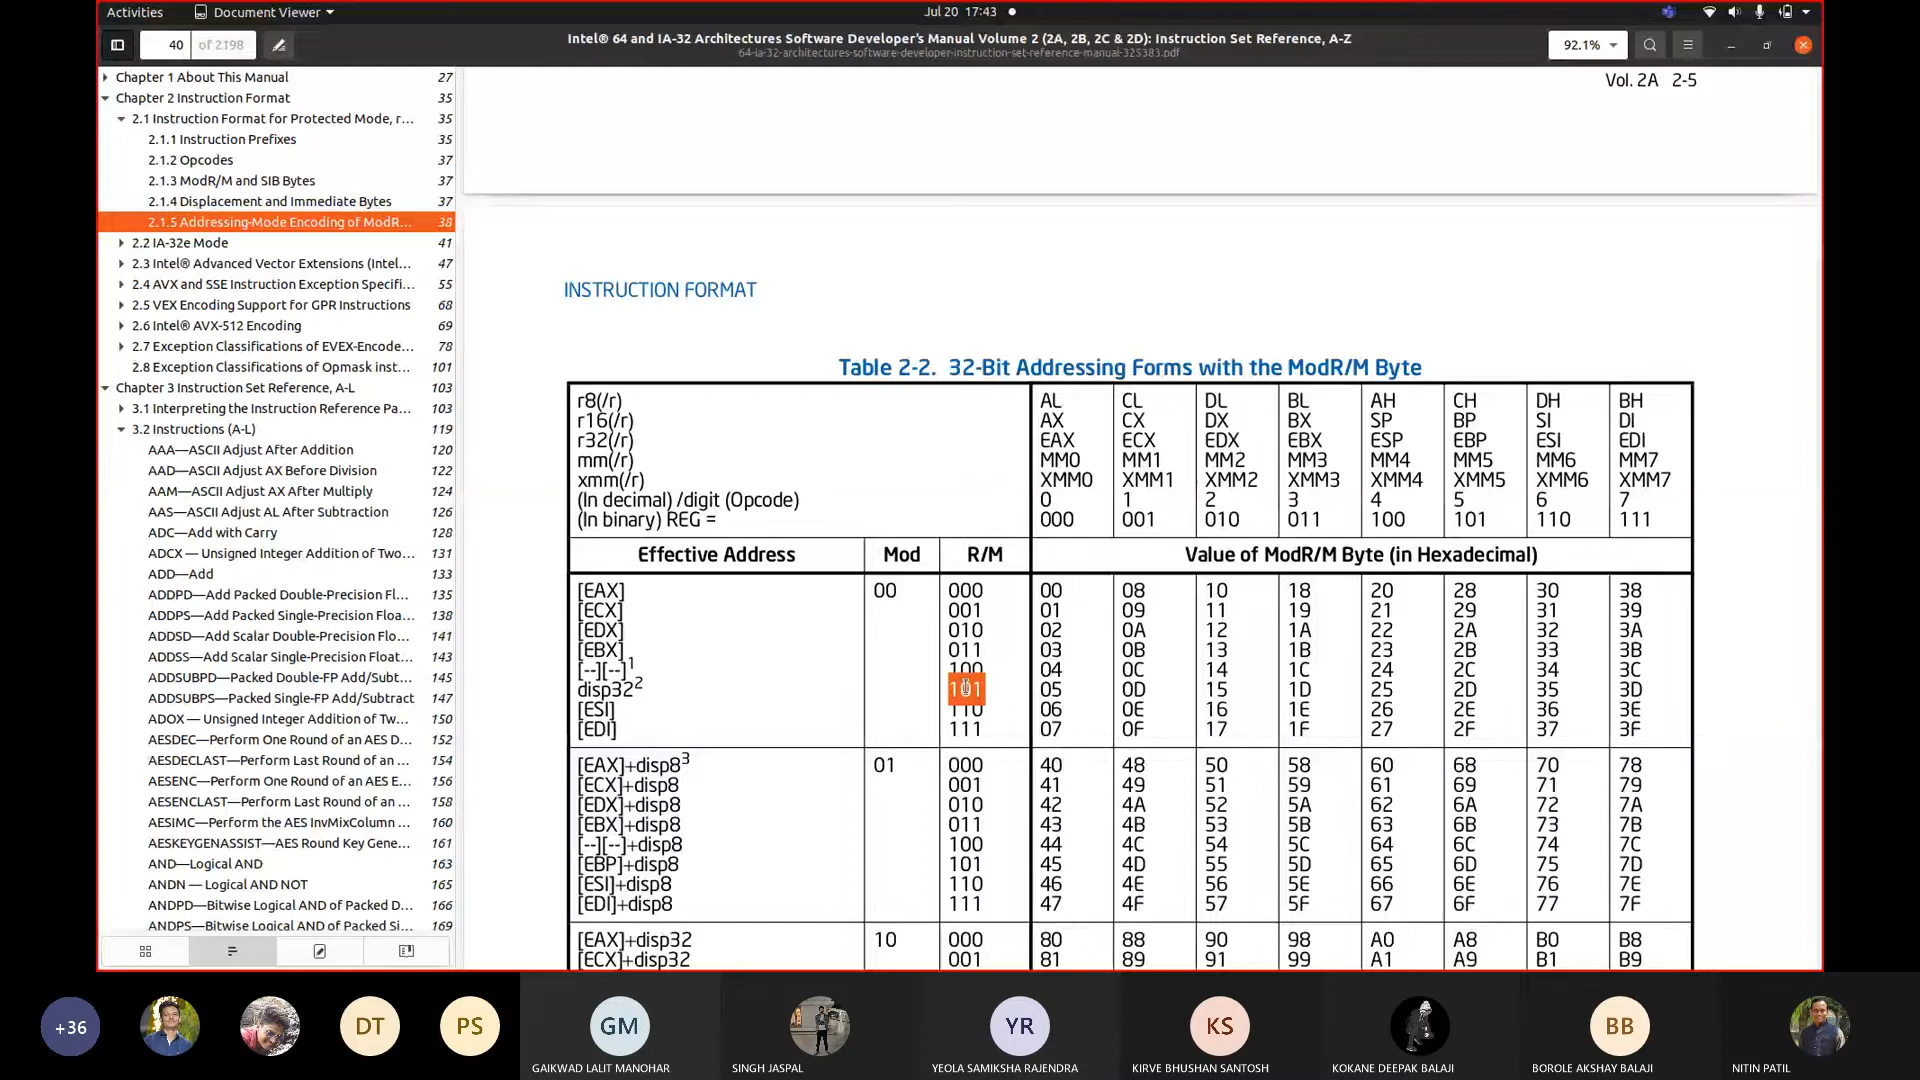 Activities
Document Viewer
Jul 20 17:43
40 of 2198
Intel® 64 and IA-32 Architectures Software Developer's Manual Volume 2 (2A, 2B, 2C & 2D): Instruction Set Reference, A-Z
64-ia-32-architectures-software-developer-instruction-set-reference-manual-325383.pdf
92.1%
Chapter 1 About This Manual 27
Chapter 2 Instruction Format 35
2.1 Instruction Format for Protected Mode, r... 35
2.1.1 Instruction Prefixes 35
2.1.2 Opcodes 37
2.1.3 ModR/M and SIB Bytes 37
2.1.4 Displacement and Immediate Bytes 37
2.1.5 Addressing-Mode Encoding of ModR... 38
2.2 IA-32e Mode 41
2.3 Intel® Advanced Vector Extensions (Intel... 47
2.4 AVX and SSE Instruction Exception Specifi... 55
2.5 VEX Encoding Support for GPR Instructions 68
2.6 Intel® AVX-512 Encoding 69
2.7 Exception Classifications of EVEX-Encode... 78
2.8 Exception Classifications of Opmask inst... 101
Chapter 3 Instruction Set Reference, A-L 103
3.1 Interpreting the Instruction Reference Pa... 103
3.2 Instructions (A-L) 119
AAA—ASCII Adjust After Addition 120
AAD—ASCII Adjust AX Before Division 122
AAM—ASCII Adjust AX After Multiply 124
AAS—ASCII Adjust AL After Subtraction 126
ADC—Add with Carry 128
ADCX — Unsigned Integer Addition of Two... 131
ADD—Add 133
ADDPD—Add Packed Double-Precision Fl... 135
ADDPS—Add Packed Single-Precision Floa... 138
ADDSD—Add Scalar Double-Precision Flo... 141
ADDSS—Add Scalar Single-Precision Float... 143
ADDSUBPD—Packed Double-FP Add/Subt... 145
ADDSUBPS—Packed Single-FP Add/Subtract 147
ADOX — Unsigned Integer Addition of Tw... 150
AESDEC—Perform One Round of an AES D... 152
AESDECLAST—Perform Last Round of an ... 154
AESENC—Perform One Round of an AES E... 156
AESENCLAST—Perform Last Round of an ... 158
AESIMC—Perform the AES InvMixColumn ... 160
AESKEYGENASSIST—AES Round Key Gene... 161
AND—Logical AND 163
ANDN — Logical AND NOT 165
ANDPD—Bitwise Logical AND of Packed D... 166
ANDPS—Bitwise Logical AND of Packed Si... 169
Vol. 2A 2-5
INSTRUCTION FORMAT
Table 2-2. 32-Bit Addressing Forms with the ModR/M Byte
r8(/r) AL CL DL BL AH CH DH BH
r16(/r) AX CX DX BX SP BP SI DI
r32(/r) EAX ECX EDX EBX ESP EBP ESI EDI
mm(/r) MM0 MM1 MM2 MM3 MM4 MM5 MM6 MM7
xmm(/r) XMM0 XMM1 XMM2 XMM3 XMM4 XMM5 XMM6 XMM7
(In decimal) /digit (Opcode) 0 1 2 3 4 5 6 7
(In binary) REG = 000 001 010 011 100 101 110 111
Effective Address Mod R/M Value of ModR/M Byte (in Hexadecimal)
[EAX] 00 000 00 08 10 18 20 28 30 38
[ECX] 001 01 09 11 19 21 29 31 39
[EDX] 010 02 0A 12 1A 22 2A 32 3A
[EBX] 011 03 0B 13 1B 23 2B 33 3B
[--][--]1 100 04 0C 14 1C 24 2C 34 3C
disp322 101 05 0D 15 1D 25 2D 35 3D
[ESI] 110 06 0E 16 1E 26 2E 36 3E
[EDI] 111 07 0F 17 1F 27 2F 37 3F
[EAX]+disp83 01 000 40 48 50 58 60 68 70 78
[ECX]+disp8 001 41 49 51 59 61 69 71 79
[EDX]+disp8 010 42 4A 52 5A 62 6A 72 7A
[EBX]+disp8 011 43 4B 53 5B 63 6B 73 7B
[--][--]+disp8 100 44 4C 54 5C 64 6C 74 7C
[EBP]+disp8 101 45 4D 55 5D 65 6D 75 7D
[ESI]+disp8 110 46 4E 56 5E 66 6E 76 7E
[EDI]+disp8 111 47 4F 57 5F 67 6F 77 7F
[EAX]+disp32 10 000 80 88 90 98 A0 A8 B0 B8
[ECX]+disp32 001 81 89 91 99 A1 A9 B1 B9
+36 DT PS GM YR KS BB
GAIKWAD LALIT MANOHAR SINGH JASPAL YEOLA SAMIKSHA RAJENDRA KIRVE BHUSHAN SANTOSH KOKANE DEEPAK BALAJI BOROLE AKSHAY BALAJI NITIN PATIL